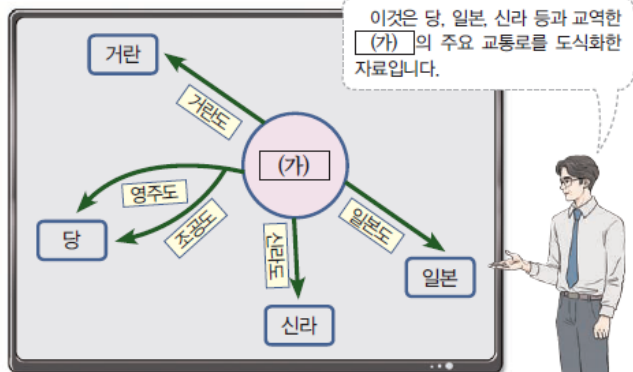 이것은 당, 일본, 신라 등과 교역한
(가) 의 주요 교통로를 도식화한
자료입니다.
거란
거란도
(가)
영주도
조공도
당
신라도
일본도
일본
신라